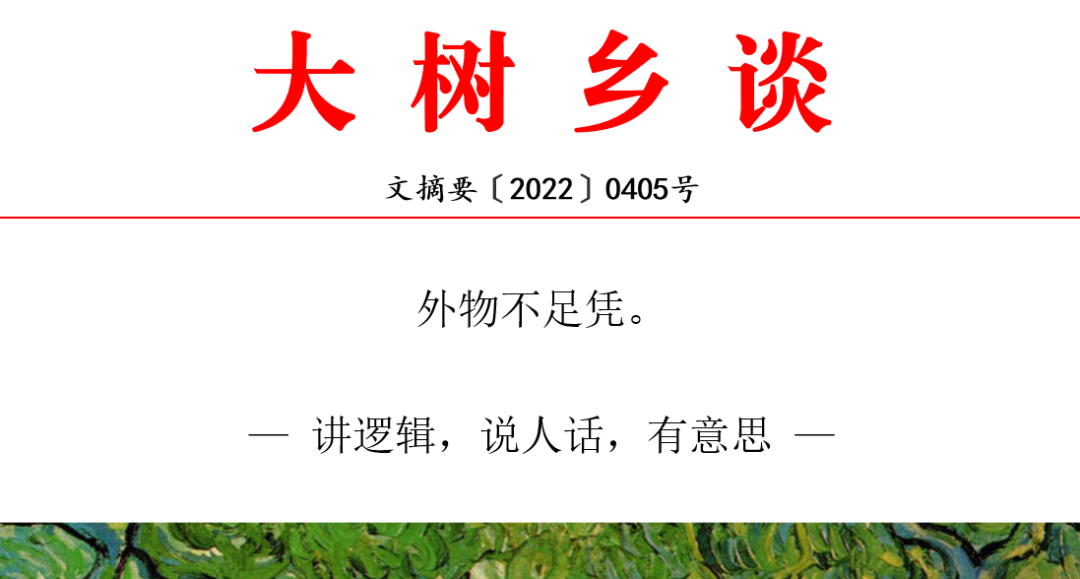 大树乡谈
文摘要〔2022〕0405号
外物不足凭。
— 讲逻辑，说人话，有意思 —